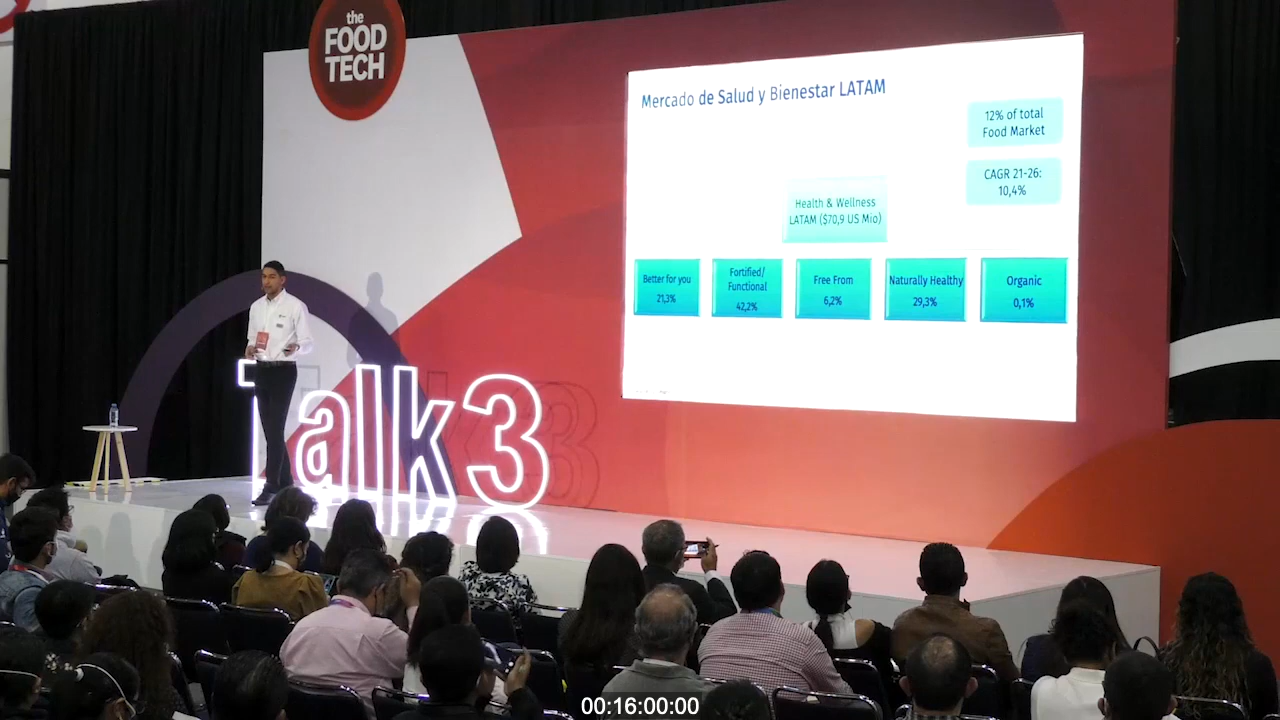 the
FOOD
TECH
Mercado de Salud y Bienestar LATAM
12% of total
Food Market
CAGR 21-26:
10,4%
Health & Wellness
LATAM ($70,9 US Mio)
Better for you
21,3%
Fortified/
Functional
42,2%
Free From
6,2%
Naturally Healthy
29,3%
Organic
0,1%
Talk3
00:16:00:00